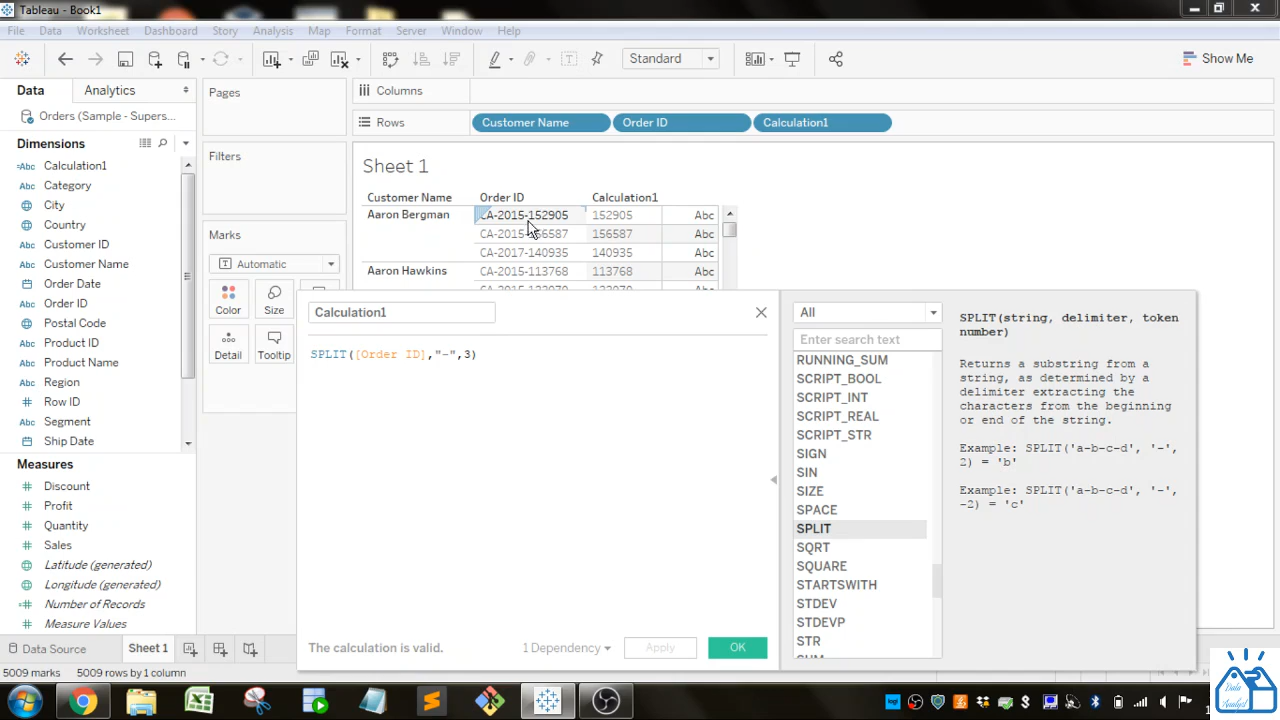 Tableau - Book1
File Data Worksheet Dashboard Story Analysis Map Format Server Window Help
Standard
Show Me
Data Analytics
Orders (Sample - Supers...
Dimensions
Calculation1
Category
City
Country
Customer ID
Customer Name
Order Date
Order ID
Postal Code
Product ID
Product Name
Region
Row ID
Segment
Ship Date
Measures
Discount
Profit
Quantity
Sales
Latitude (generated)
Longitude (generated)
Number of Records
Measure Values
Pages
Filters
Marks
Automatic
Color Size
Detail Tooltip
Columns
Rows Customer Name Order ID Calculation1
Sheet 1
Customer Name Order ID Calculation1
Aaron Bergman CA-2015-152905 152905 Abc
156587 Abc
CA-2017-140935 140935 Abc
Aaron Hawkins CA-2015-113768 113768 Abc
Calculation1
SPLIT([Order ID],"-",3)
The calculation is valid.
1 Dependency
Apply
OK
All
Enter search text
RUNNING_SUM
SCRIPT_BOOL
SCRIPT_INT
SCRIPT_REAL
SCRIPT_STR
SIGN
SIN
SIZE
SPACE
SPLIT
SQRT
SQUARE
STARTSWITH
STDEV
STDEVP
STR
SPLIT(string, delimiter, token
number)
Returns a substring from a
string, as determined by a
delimiter extracting the
characters from the beginning
or end of the string.
Example: SPLIT('a-b-c-d', '-',
2) = 'b'
Example: SPLIT('a-b-c-d', '-',
-2) = 'c'
Data Source Sheet 1
5009 marks 5009 rows by 1 column
Data
Analyst